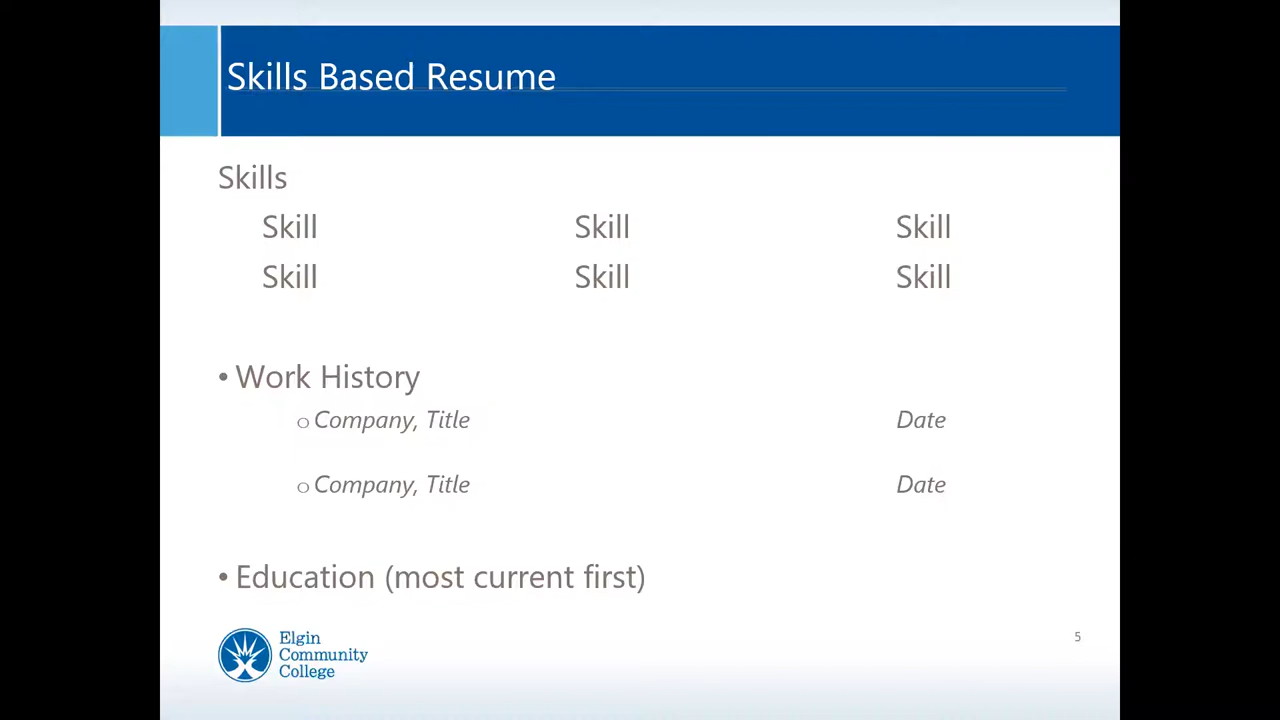 Skills Based Resume
Skills
Skill Skill Skill
Skill Skill Skill
• Work History
o Company, Title Date
o Company, Title Date
• Education (most current first)
Elgin
Community
College
5